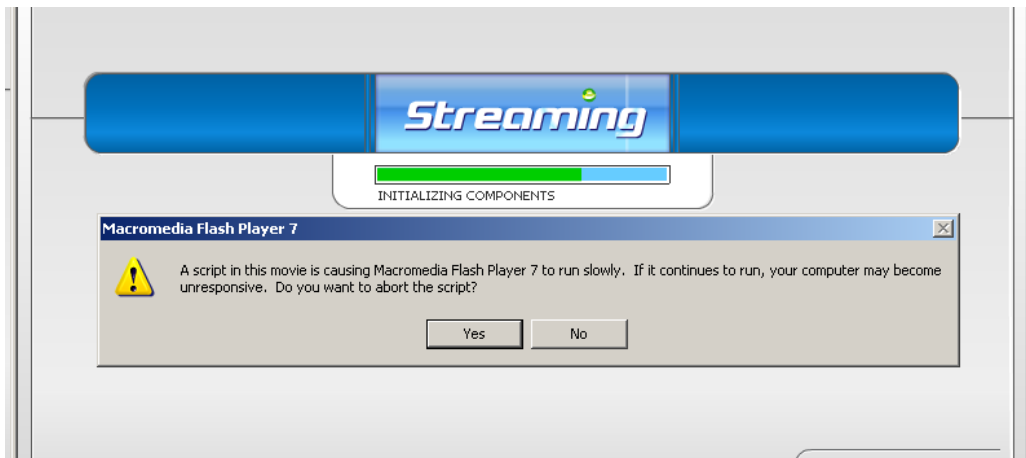 Streaming
INITIALIZING COMPONENTS
Macromedia Flash Player 7
A script in this movie is causing Macromedia Flash Player 7 to run slowly.  If it continues to run, your computer may become
unresponsive.  Do you want to abort the script?
Yes
No